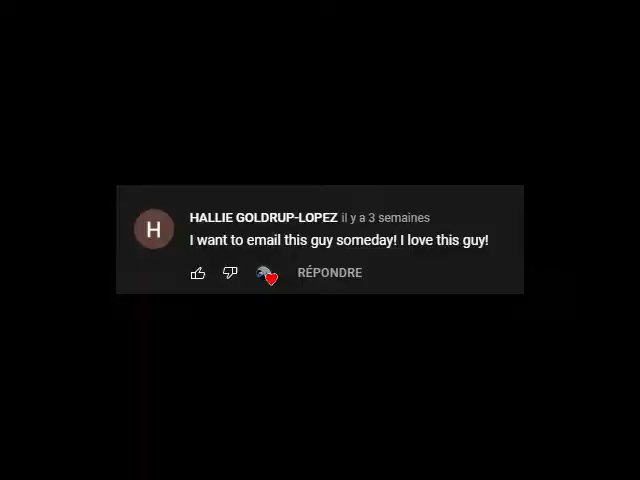 H
HALLIE GOLDRUP-LOPEZ il y a 3 semaines
I want to email this guy someday! I love this guy!
RÉPONDRE